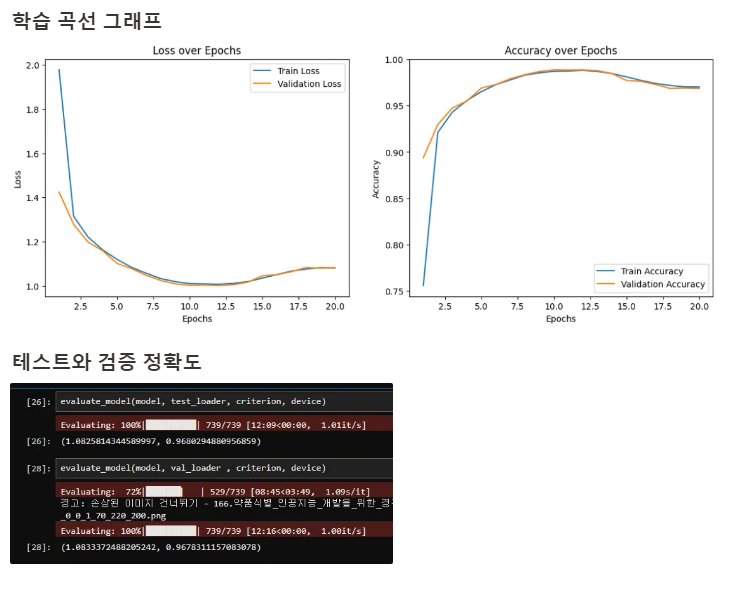 학습 곡선 그래프
Loss over Epochs
Accuracy over Epochs
Train Loss
Validation Loss
2.0
1.8
1.6
1.4
1.2
1.0
Loss
2.5 5.0 7.5 10.0 12.5 15.0 17.5 20.0
Epochs
1.00
0.95
0.90
0.85
0.80
0.75
Accuracy
Train Accuracy
Validation Accuracy
2.5 5.0 7.5 10.0 12.5 15.0 17.5 20.0
Epochs
테스트와 검증 정확도
[26]: evaluate_model(model, test_loader, criterion, device)
Evaluating: 100%| | 739/739 [12:09<00:00, 1.01it/s]
[26]: (1.0825814344589997, 0.9680294880956859)
[28]: evaluate_model(model, val_loader , criterion, device)
Evaluating: 72%| | 529/739 [08:45<03:49, 1.09s/it]
경고: 손상된 이미지 건너뛰기 - 166.약품식별_인공지능_개발을_위한_경
_0_0_1_70_220_200.png
Evaluating: 100%| | 739/739 [12:16<00:00, 1.00it/s]
[28]: (1.0833372488205242, 0.9678311157083078)